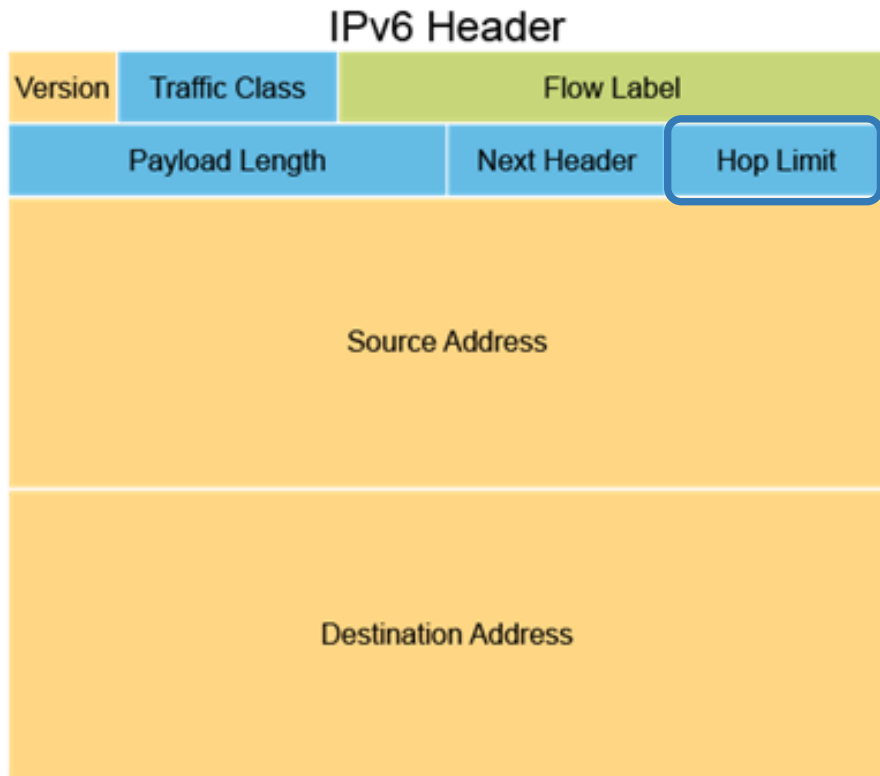 IPv6 Header
Version Traffic Class Flow Label
Payload Length Next Header Hop Limit
Source Address
Destination Address